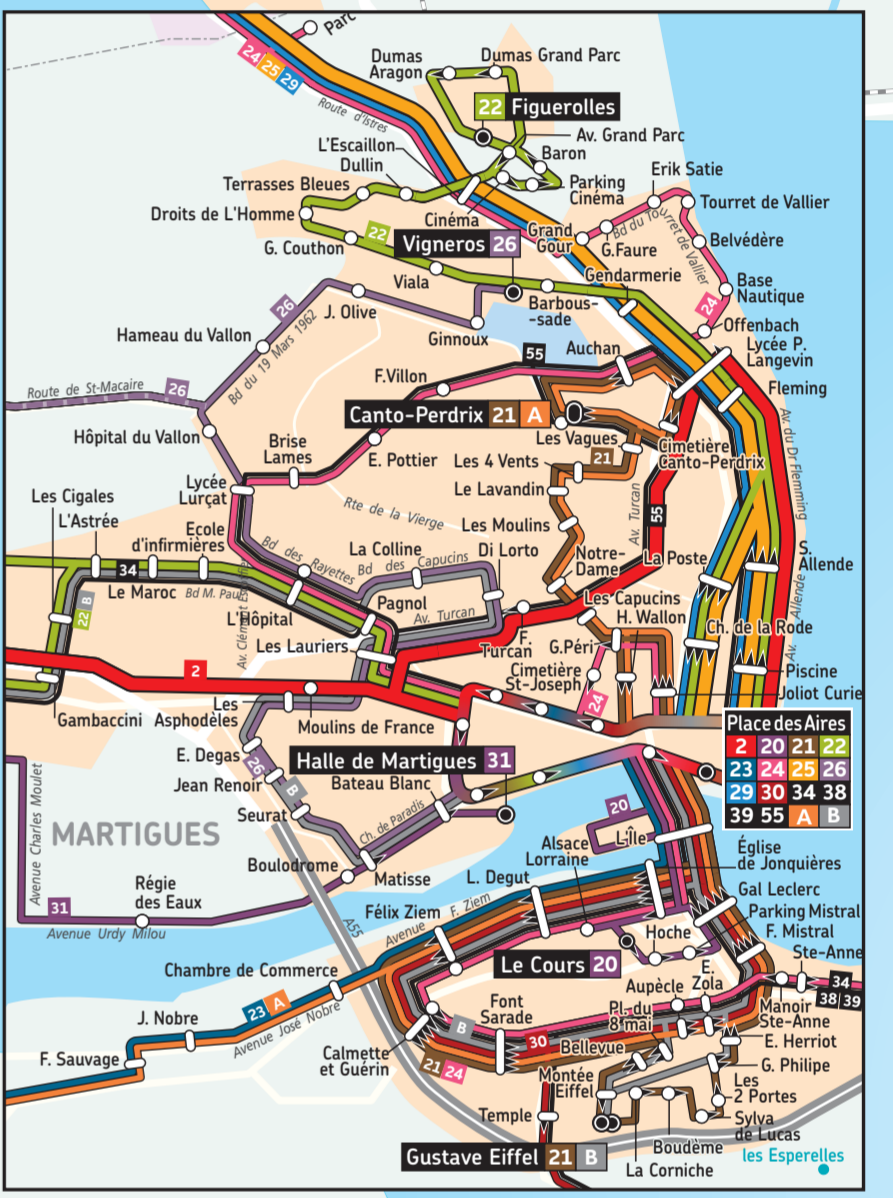 Parc
24 25 29
Route d'Istres
Dumas
Aragon
Dumas Grand Parc
22 Figuerolles
Av. Grand Parc
L'Escaillon
Dullin
Baron
Terrasses Bleues
Parking
Cinéma
Erik Satie
Droits de L'Homme
Cinéma
Tourret de Vallier
22
Grand
Gour
Bd du Tourret de Vallier
G. Couthon
Vigneros 26
G.Faure
Belvédère
Gendarmerie
Viala
Barbous-
-sade
Base
Nautique
26
J. Olive
24
Offenbach
Hameau du Vallon
Bd du 19 Mars 1962
Ginnoux
55
Auchan
Lycée P.
Langevin
F.Villon
Route de St-Macaire
26
Canto-Perdrix 21 A
Fleming
Hôpital du Vallon
Brise
Lames
E. Pottier
Les Vagues
Cimetière
Canto-Perdrix
Av. du Dr Flemming
Les 4 Vents
21
Lycée
Lurçat
Le Lavandin
Les Cigales
L'Astrée
Rte de la Vierge
Av. Turcan
55
Les Moulins
Ecole
d'infirmières
Bd des Rayettes
La Colline
Bd des Capucins
Di Lorto
Notre-
Dame
La Poste
S.
Allende
34
Le Maroc
Bd M. Paul
22 B
Pagnol
Av. Turcan
Les Capucins
H. Wallon
Allende
L'Hôpital
F.
Turcan
G.Péri
Ch. de la Rode
Les Lauriers
Cimetière
St-Joseph
Av.
Piscine
2
24
Joliot Curie
Gambaccini
Les
Asphodèles
Moulins de France
Place des Aires
2 20 21 22
23 24 25 26
29 30 34 38
39 55 A B
E. Degas
26
Halle de Martigues 31
Jean Renoir
B
Bateau Blanc
Avenue Charles Moulet
Seurat
Ch. de Paradis
20
MARTIGUES
L'Île
Boulodrome
Matisse
Alsace
Lorraine
Église
de Jonquières
Régie
des Eaux
L. Degut
Gal Leclerc
31
Avenue Urdy Milou
A55
Félix Ziem
Avenue F. Ziem
Parking Mistral
F. Mistral
Hoche
Ste-Anne
Chambre de Commerce
Le Cours 20
E.
Zola
34
38 39
Aupècle
23 A
Font
Sarade
Pl. du
8 mai
Manoir
Ste-Anne
J. Nobre
Avenue José Nobre
B
30
Bellevue
E. Herriot
F. Sauvage
Calmette
et Guérin
21 24
Montée
Eiffel
G. Philipe
Les
2 Portes
Temple
Sylva
de Lucas
Boudème
Gustave Eiffel 21 B
La Corniche
les Esperelles